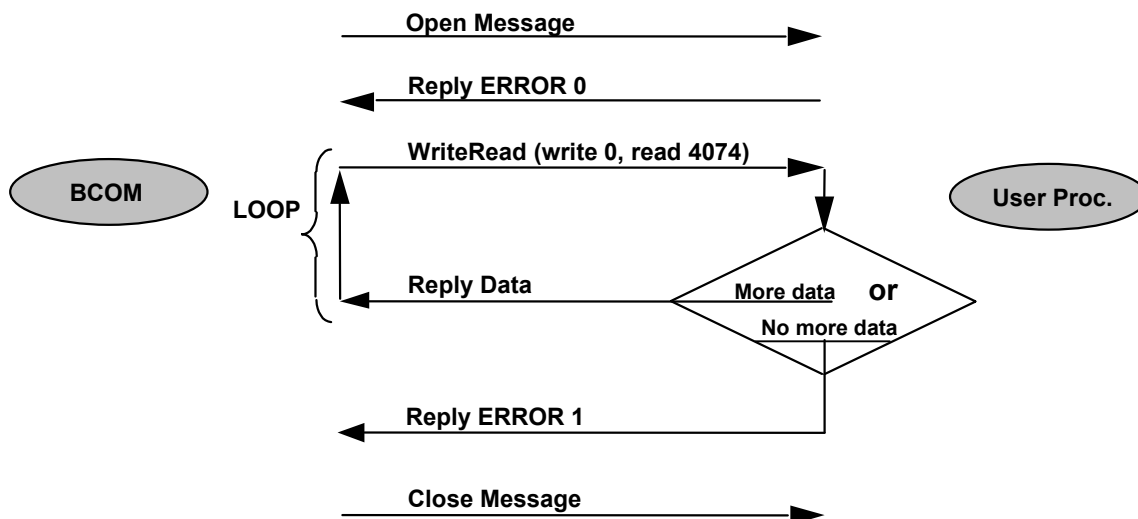 Open Message
Reply ERROR 0
WriteRead (write 0, read 4074)
BCOM
User Proc.
LOOP
Reply Data
More data
or
No more data
Reply ERROR 1
Close Message